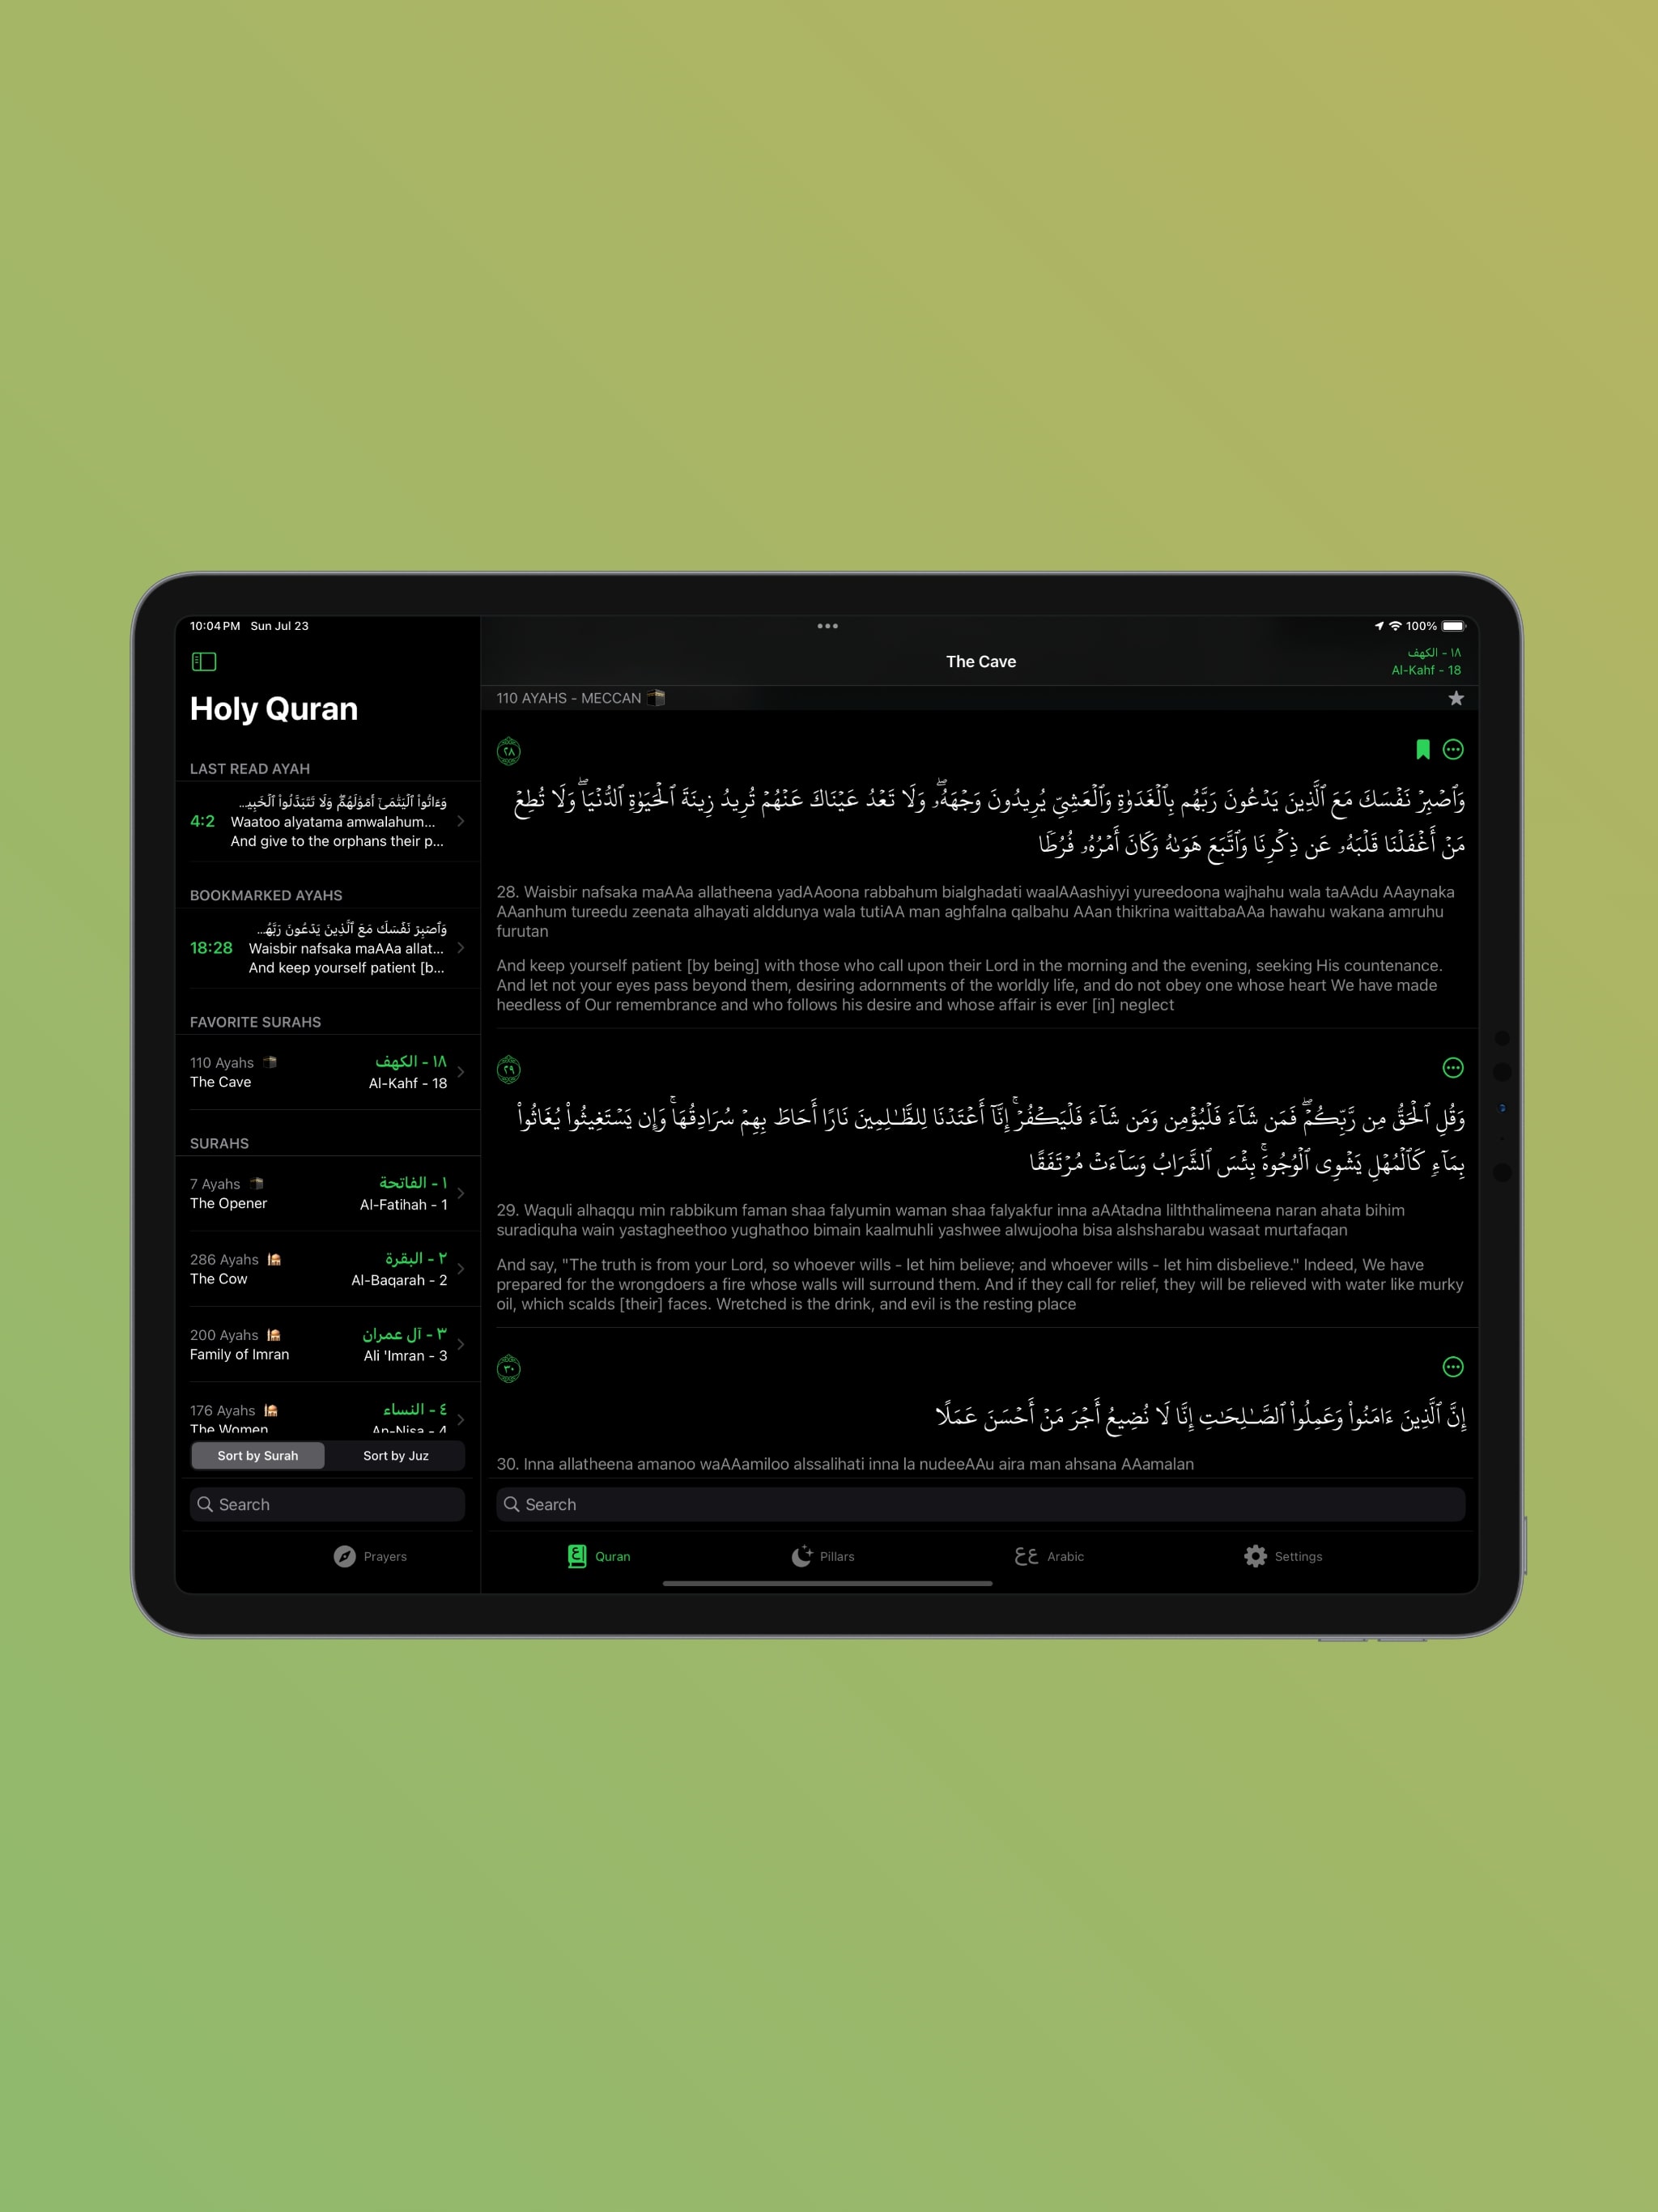 10:04 PM Sun Jul 23
100%
Holy Quran
LAST READ AYAH
وَءَاتُواْ ٱلۡيَتَٰمَىٰٓ أَمۡوَٰلَهُمۡۖ وَلَا تَتَبَدَّلُواْ ٱلۡخَبِيـ...
4:2
Waatoo alyatama amwalahum...
And give to the orphans their p...
BOOKMARKED AYAHS
وَٱصۡبِرۡ نَفۡسَكَ مَعَ ٱلَّذِينَ يَدۡعُونَ رَبَّهُـ...
18:28
Waisbir nafsaka maAAa allat...
And keep yourself patient [b...
FAVORITE SURAHS
110 Ayahs
١٨ - الكهف
The Cave
Al-Kahf - 18
SURAHS
7 Ayahs
١ - الفاتحة
The Opener
Al-Fatihah - 1
286 Ayahs
٢ - البقرة
The Cow
Al-Baqarah - 2
200 Ayahs
٣ - آل عمران
Family of Imran
Ali 'Imran - 3
176 Ayahs
٤ - النساء
The Women
An-Nisa - 4
Sort by Surah
Sort by Juz
Search
The Cave
١٨ - الكهف
Al-Kahf - 18
110 AYAHS - MECCAN
٢٨
وَٱصۡبِرۡ نَفۡسَكَ مَعَ ٱلَّذِينَ يَدۡعُونَ رَبَّهُم بِٱلۡغَدَوٰةِ وَٱلۡعَشِيِّ يُرِيدُونَ وَجۡهَهُۥۖ وَلَا تَعۡدُ عَيۡنَاكَ عَنۡهُمۡ تُرِيدُ زِينَةَ ٱلۡحَيَوٰةِ ٱلدُّنۡيَاۖ وَلَا تُطِعۡ
مَنۡ أَغۡفَلۡنَا قَلۡبَهُۥ عَن ذِكۡرِنَا وَٱتَّبَعَ هَوَىٰهُ وَكَانَ أَمۡرُهُۥ فُرُطٗا
28. Waisbir nafsaka maAAa allatheena yadAAoona rabbahum bialghadati waalAAashiyyi yureedoona wajhahu wala taAAdu AAaynaka
AAanhum tureedu zeenata alhayati alddunya wala tutiAA man aghfalna qalbahu AAan thikrina waittabaAAa hawahu wakana amruhu
furutan
And keep yourself patient [by being] with those who call upon their Lord in the morning and the evening, seeking His countenance.
And let not your eyes pass beyond them, desiring adornments of the worldly life, and do not obey one whose heart We have made
heedless of Our remembrance and who follows his desire and whose affair is ever [in] neglect
٢٩
وَقُلِ ٱلۡحَقُّ مِن رَّبِّكُمۡۖ فَمَن شَآءَ فَلۡيُؤۡمِن وَمَن شَآءَ فَلۡيَكۡفُرۡۚ إِنَّآ أَعۡتَدۡنَا لِلظَّـٰلِمِينَ نَارًا أَحَاطَ بِهِمۡ سُرَادِقُهَاۚ وَإِن يَسۡتَغِيثُواْ يُغَاثُواْ
بِمَآءٖ كَٱلۡمُهۡلِ يَشۡوِي ٱلۡوُجُوهَۚ بِئۡسَ ٱلشَّرَابُ وَسَآءَتۡ مُرۡتَفَقًا
29. Waquli alhaqqu min rabbikum faman shaa falyumin waman shaa falyakfur inna aAAtadna lilththalimeena naran ahata bihim
suradiquha wain yastagheethoo yughathoo bimain kaalmuhli yashwee alwujooha bisa alshsharabu wasaat murtafaqan
And say, "The truth is from your Lord, so whoever wills - let him believe; and whoever wills - let him disbelieve." Indeed, We have
prepared for the wrongdoers a fire whose walls will surround them. And if they call for relief, they will be relieved with water like murky
oil, which scalds [their] faces. Wretched is the drink, and evil is the resting place
٣٠
إِنَّ ٱلَّذِينَ ءَامَنُواْ وَعَمِلُواْ ٱلصَّـٰلِحَٰتِ إِنَّا لَا نُضِيعُ أَجۡرَ مَنۡ أَحۡسَنَ عَمَلًا
30. Inna allatheena amanoo waAAamiloo alssalihati inna la nudeeAAu aira man ahsana AAamalan
Search
Prayers
Quran
Pillars
عع Arabic
Settings